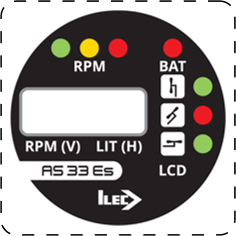 RPM BAT
RPM (V) LIT (H)
AS 33 Es LCD
ILEC